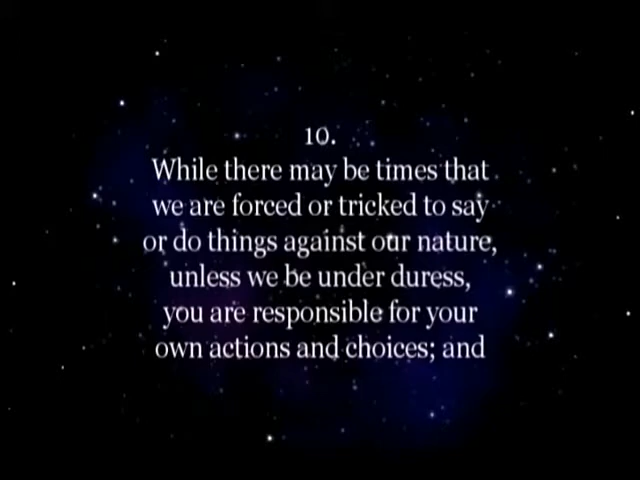 10.
While there may be times that
we are forced or tricked to say
or do things against our nature,
unless we be under duress,
you are responsible for your
own actions and choices; and